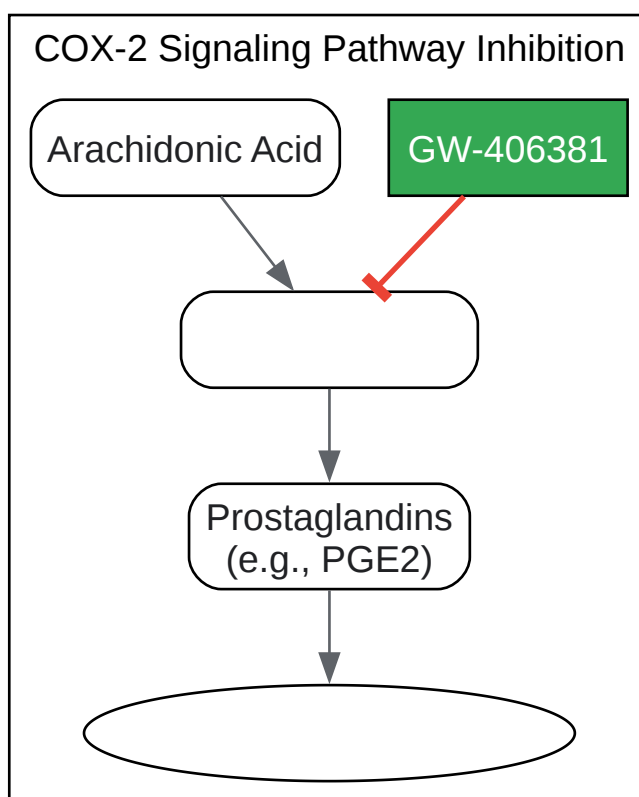 COX-2 Signaling Pathway Inhibition
Arachidonic Acid
GW-406381
Prostaglandins
(e.g., PGE2)